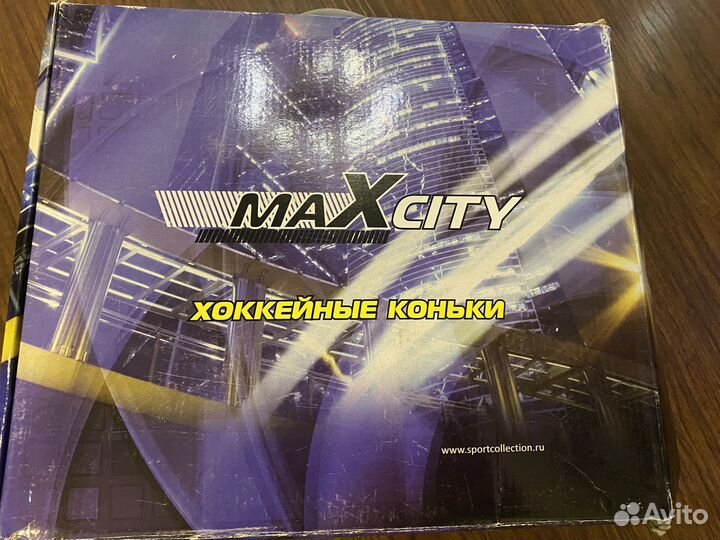 MAXCITY
ХОККЕЙНЫЕ КОНЬКИ
www.sportcollection.ru
Avito